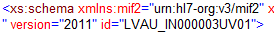 <xs:schema xmlns:mif2="urn:hl7-org:v3/mif2" x
" version="2011" id="LVAU_IN000003UV01">